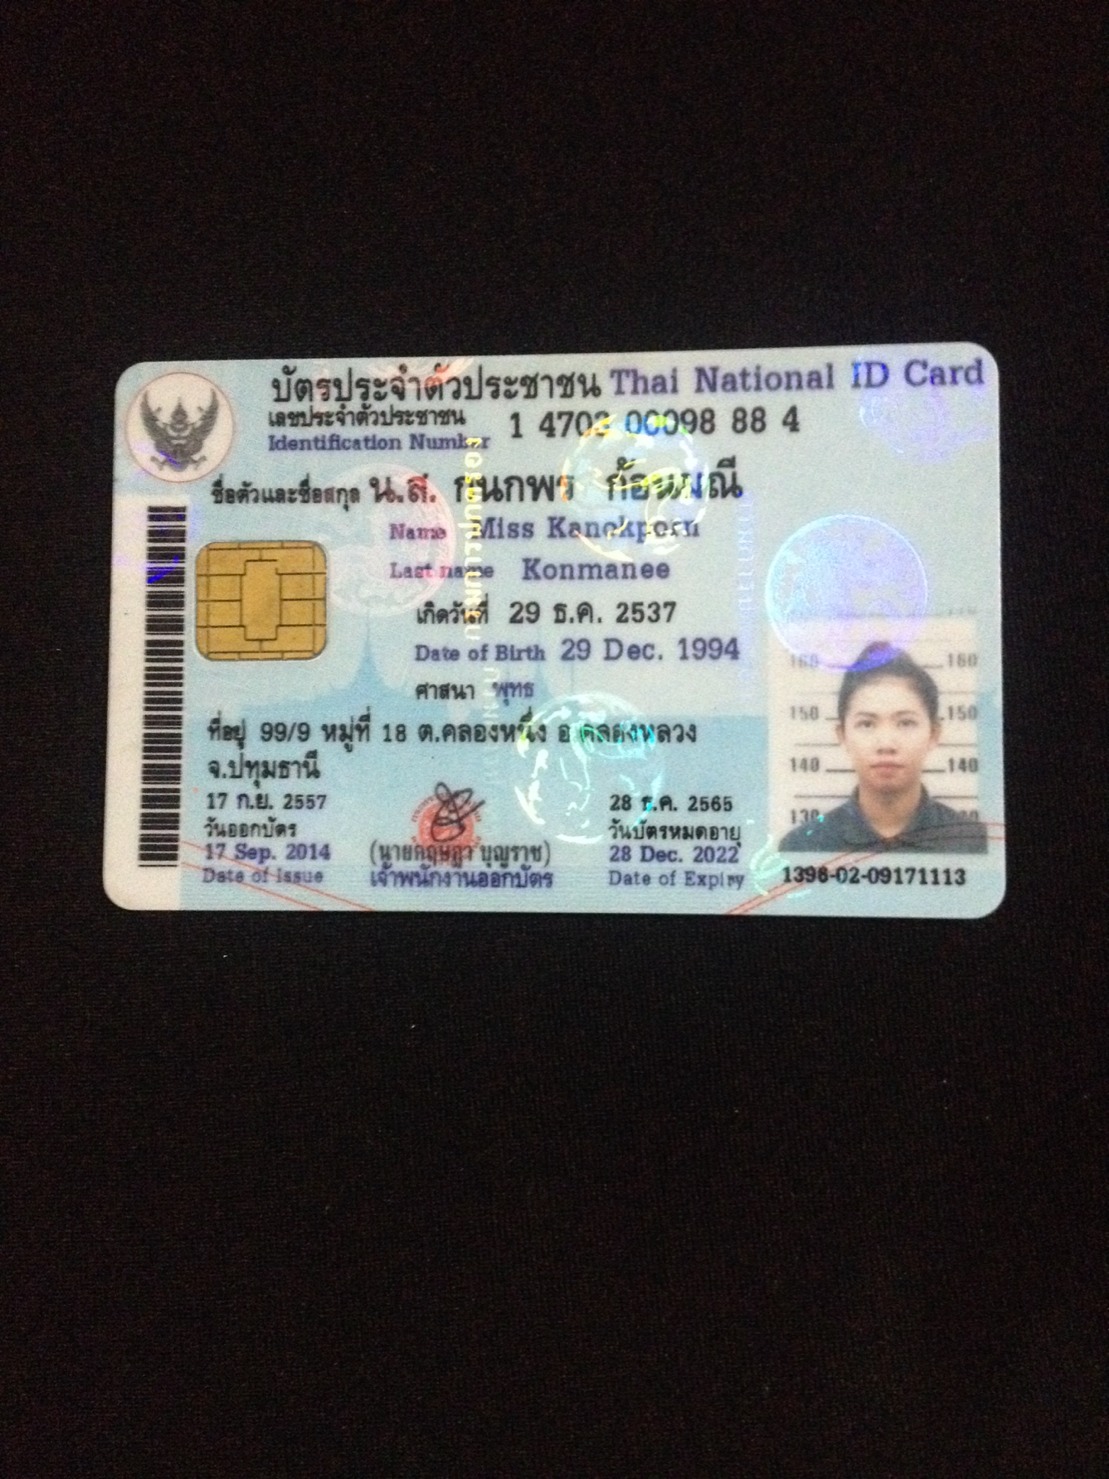 บัตรประจำตัวประชาชน Thai National ID Card
เลขประจำตัวประชาชน 1 4703 00098 88 4
Identification Number
ชื่อตัวและชื่อสกุล น.ส. กนกพร ก้อนมณี
Name Miss Kanokporn
Last name Konmanee
เกิดวันที่ 29 ธ.ค. 2537
Date of Birth 29 Dec. 1994
ศาสนา พุทธ
ที่อยู่ 99/9 หมู่ที่ 18 ต.คลองหนึ่ง อ.คลองหลวง
จ.ปทุมธานี
17 ก.ย. 2557
วันออกบัตร
17 Sep. 2014
Date of Issue
(นายกฤษฎา บุญราช)
เจ้าพนักงานออกบัตร
28 ธ.ค. 2565
วันบัตรหมดอายุ
28 Dec. 2022
Date of Expiry
160 160
150 150
140 140
130
1398-02-09171113